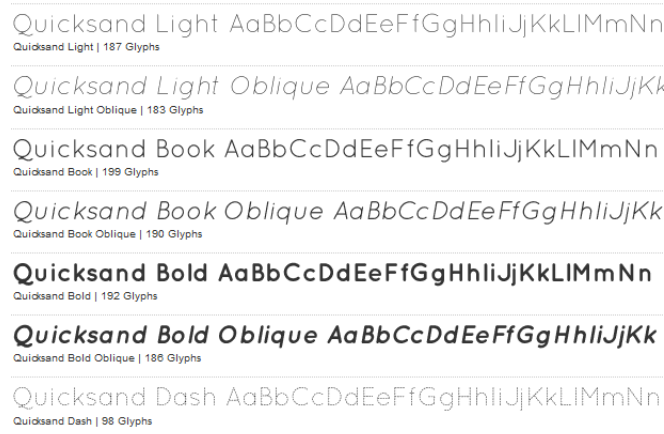 Quicksand Light AaBbCcDdEeFfGgHhIiJjKkLlMmNn
Quicksand Light | 187 Glyphs
Quicksand Light Oblique AaBbCcDdEeFfGgHhIiJjKk
Quicksand Light Oblique | 183 Glyphs
Quicksand Book AaBbCcDdEeFfGgHhIiJjKkLlMmNn
Quicksand Book | 199 Glyphs
Quicksand Book Oblique AaBbCcDdEeFfGgHhIiJjKk
Quicksand Book Oblique | 190 Glyphs
Quicksand Bold AaBbCcDdEeFfGgHhIiJjKkLlMmNn
Quicksand Bold | 192 Glyphs
Quicksand Bold Oblique AaBbCcDdEeFfGgHhIiJjKk
Quicksand Bold Oblique | 186 Glyphs
Quicksand Dash AaBbCcDdEeFfGgHhIiJjKkLlMmNn
Quicksand Dash | 98 Glyphs